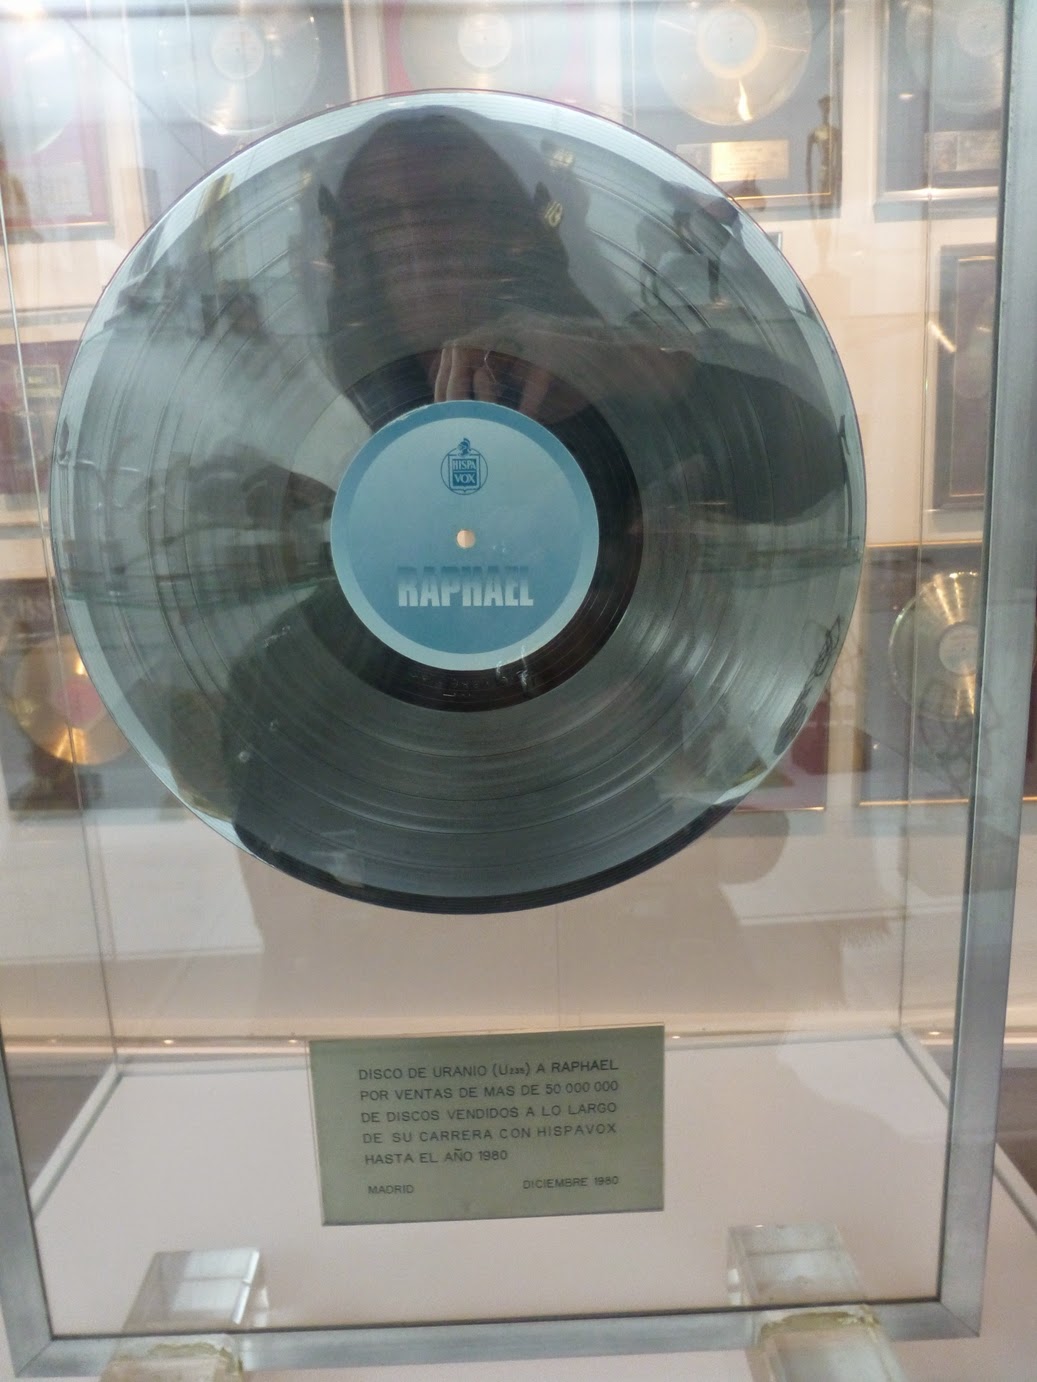 HISPA
VOX
RAPHAEL
DISCO DE URANIO (U235) A RAPHAEL
POR VENTAS DE MAS DE 50 000 000
DE DISCOS VENDIDOS A LO LARGO
DE SU CARRERA CON HISPAVOX
HASTA EL AÑO 1980
MADRID DICIEMBRE 1980